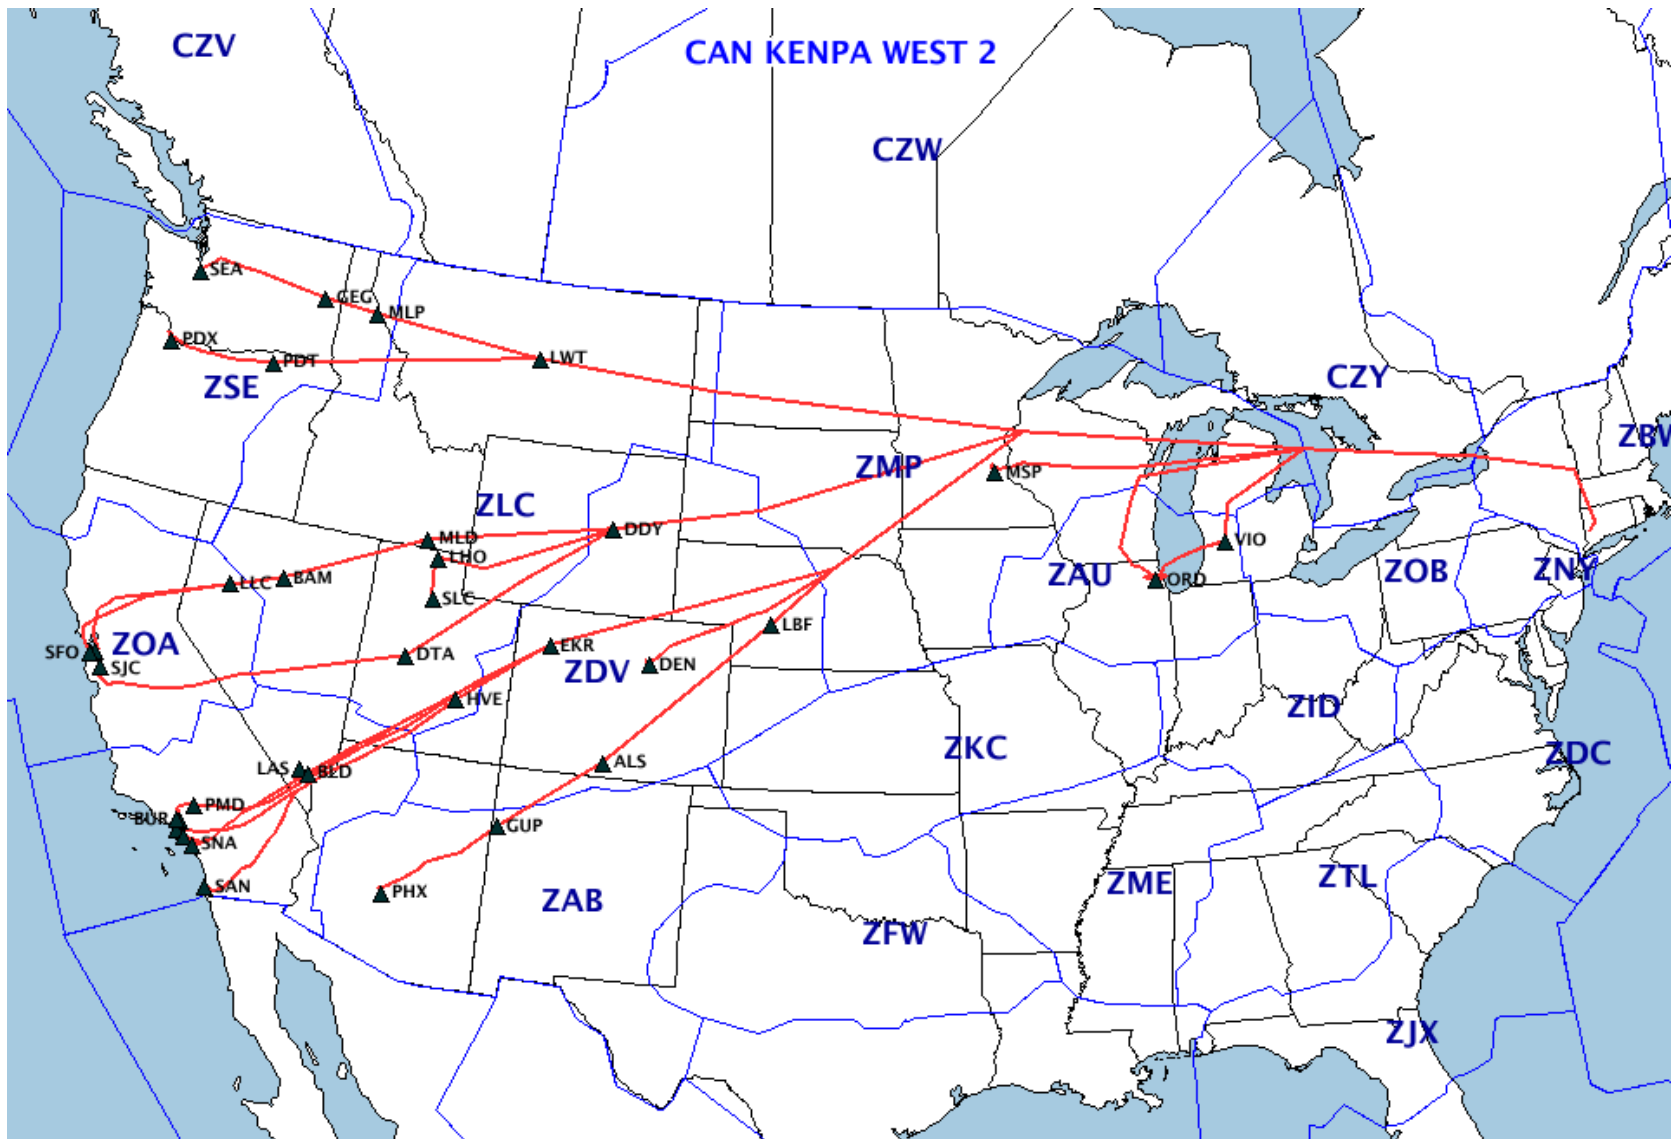 CZV
CAN KENPA WEST 2
CZW
SEA
GEG
MLP
PDX
PDT
LWT
ZSE
CZY
ZBW
ZMP
MSP
ZLC
DDY
MLD
LHO
VIO
LLC
BAM
ZAU
ORD
ZOB
ZNY
SLC
LBF
SFO
ZOA
SJC
DTA
EKR
ZDV
DEN
HVE
ZID
ZKC
ZDC
LAS
BLD
ALS
PMD
BUR
GUP
SNA
SAN
PHX
ZAB
ZME
ZTL
ZFW
ZJX